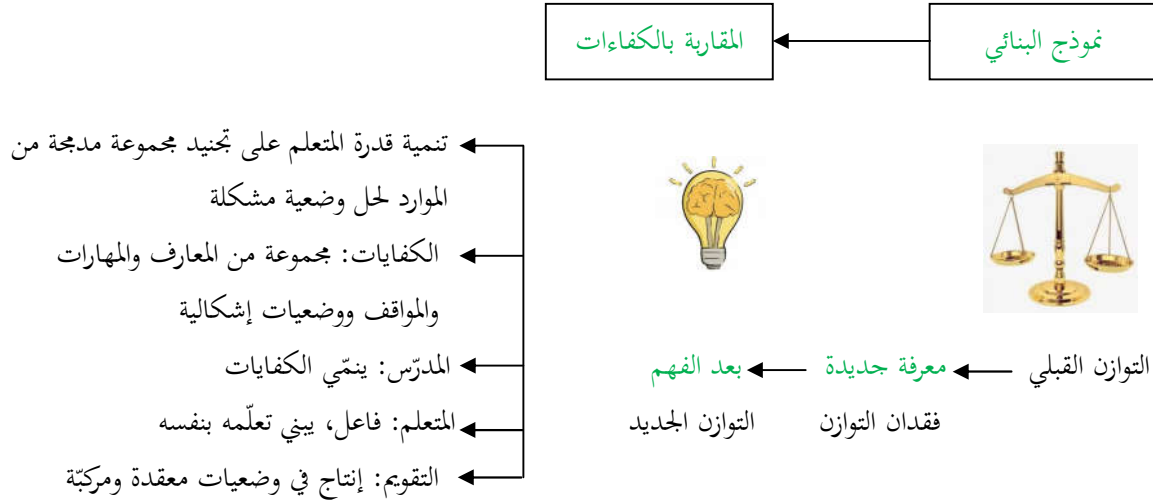 نموذج البنائي
المقاربة بالكفاءات
التوازن القبلي
معرفة جديدة
بعد الفهم
فقدان التوازن
التوازن الجديد
تنمية قدرة المتعلم على تجنيد مجموعة مدمجة من
الموارد لحل وضعية مشكلة
الكفايات: مجموعة من المعارف والمهارات
والمواقف ووضعيات إشكالية
المدرّس: ينمّي الكفايات
المتعلم: فاعل، يبني تعلّمه بنفسه
التقويم: إنتاج في وضعيات معقدة ومركبّة